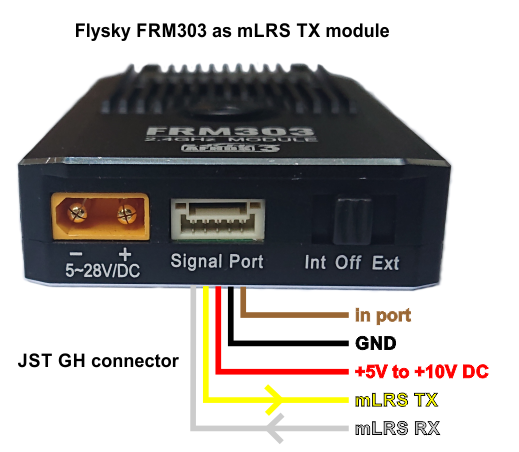 Flysky FRM303 as mLRS TX module
FRM303
2.4GHz MODULE
5~28V/DC
Signal Port
Int Off Ext
in port
GND
+5V to +10V DC
mLRS TX
mLRS RX
JST GH connector